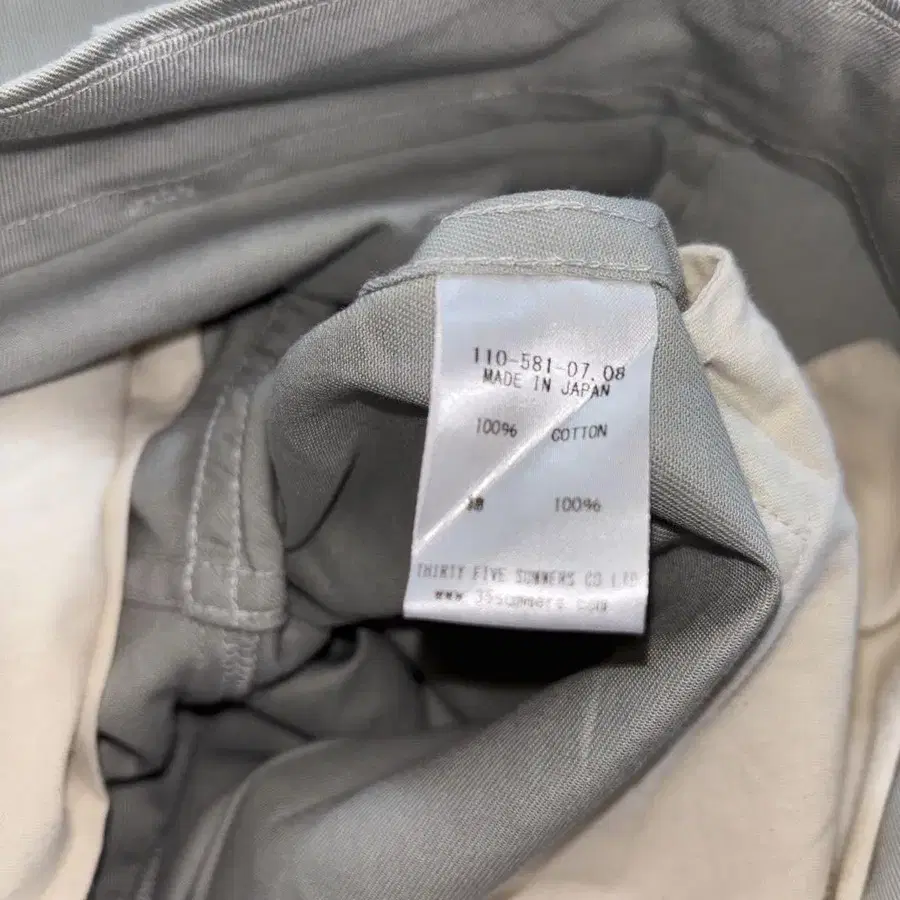 110-581-07.08
MADE IN JAPAN
100% COTTON
100%
THIRTY FIVE SUMMERS CO LTD
www.35summers.com